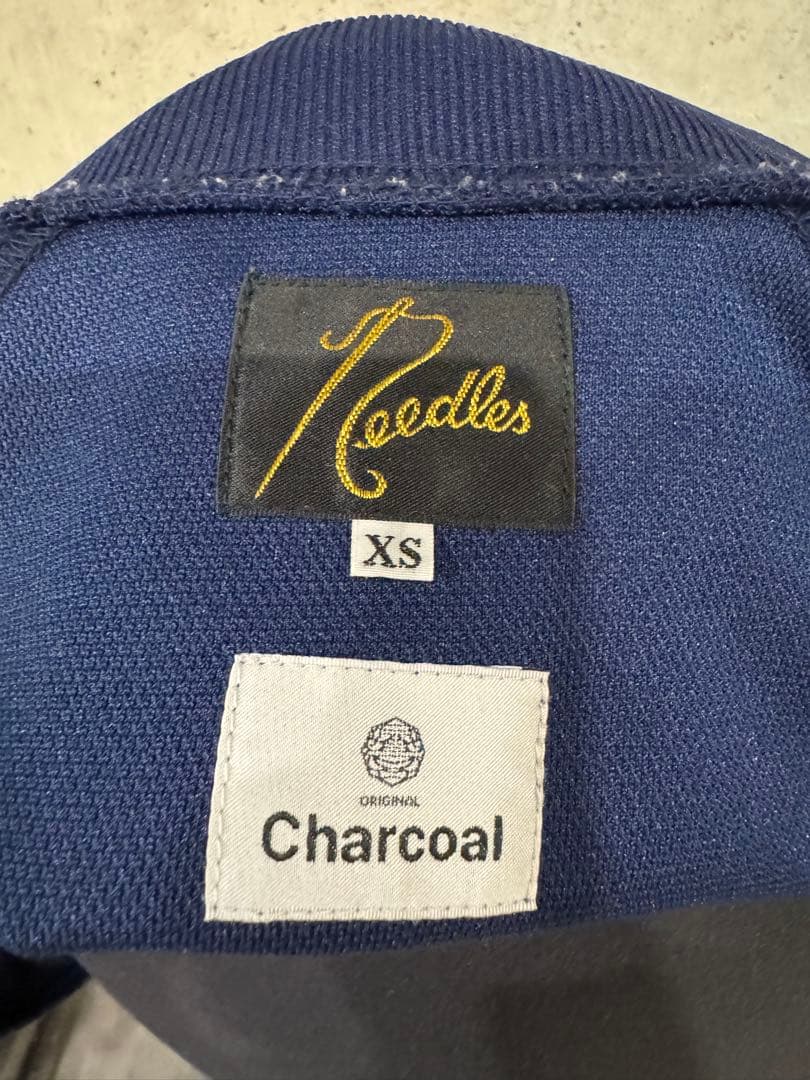 Needles
XS
ORIGINAL
Charcoal